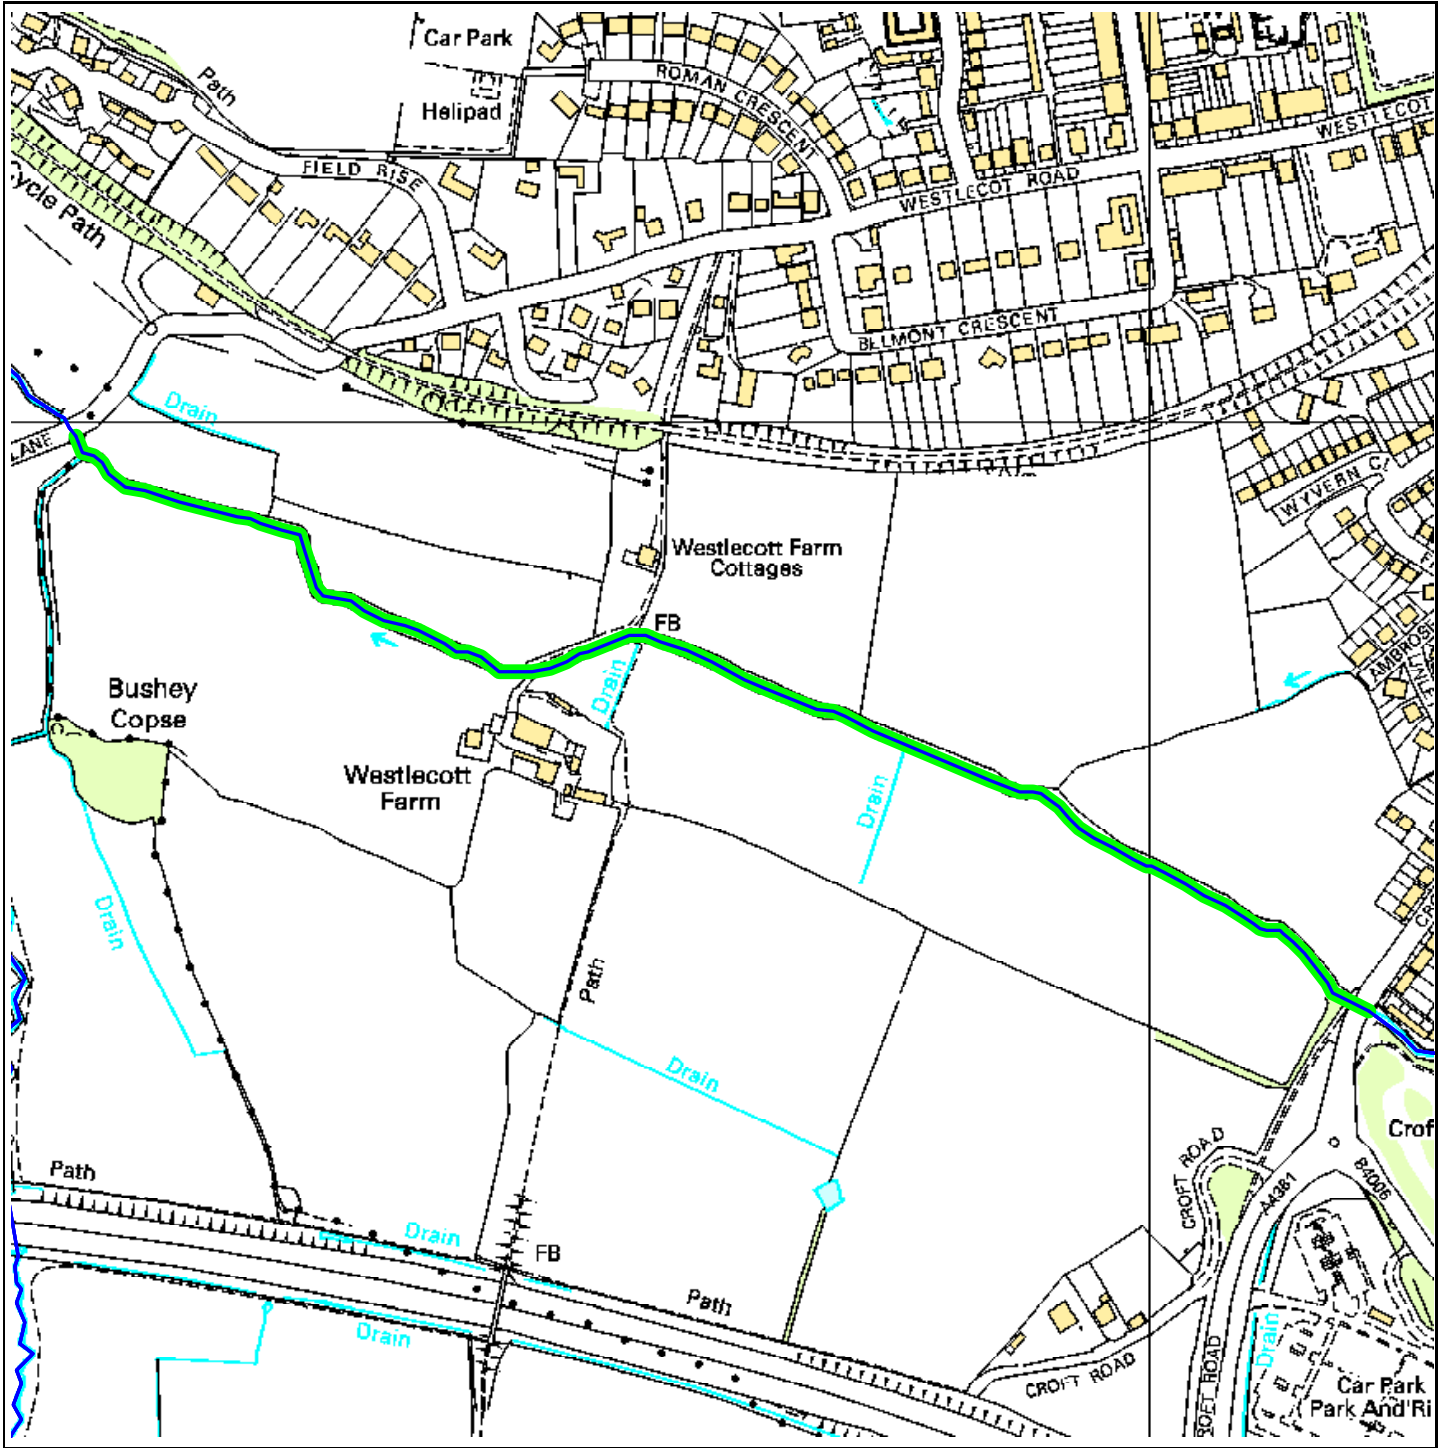 Car Park
Path
Helipad
ROMAN CRESCENT
WESTLECOT
FIELD RISE
WESTLECOT ROAD
Cycle Path
BELMONT CRESCENT
Drain
LANE
WYVERN
Westlecott Farm
Cottages
FB
Drain
Bushey
Copse
Westlecott
Farm
Drain
Drain
Path
Drain
Crof
CROFT ROAD
A4361
B4006
Path
Drain
FB
Path
Drain
CROFT ROAD
ROFT ROAD
Drain
Car Park
Park And Ri